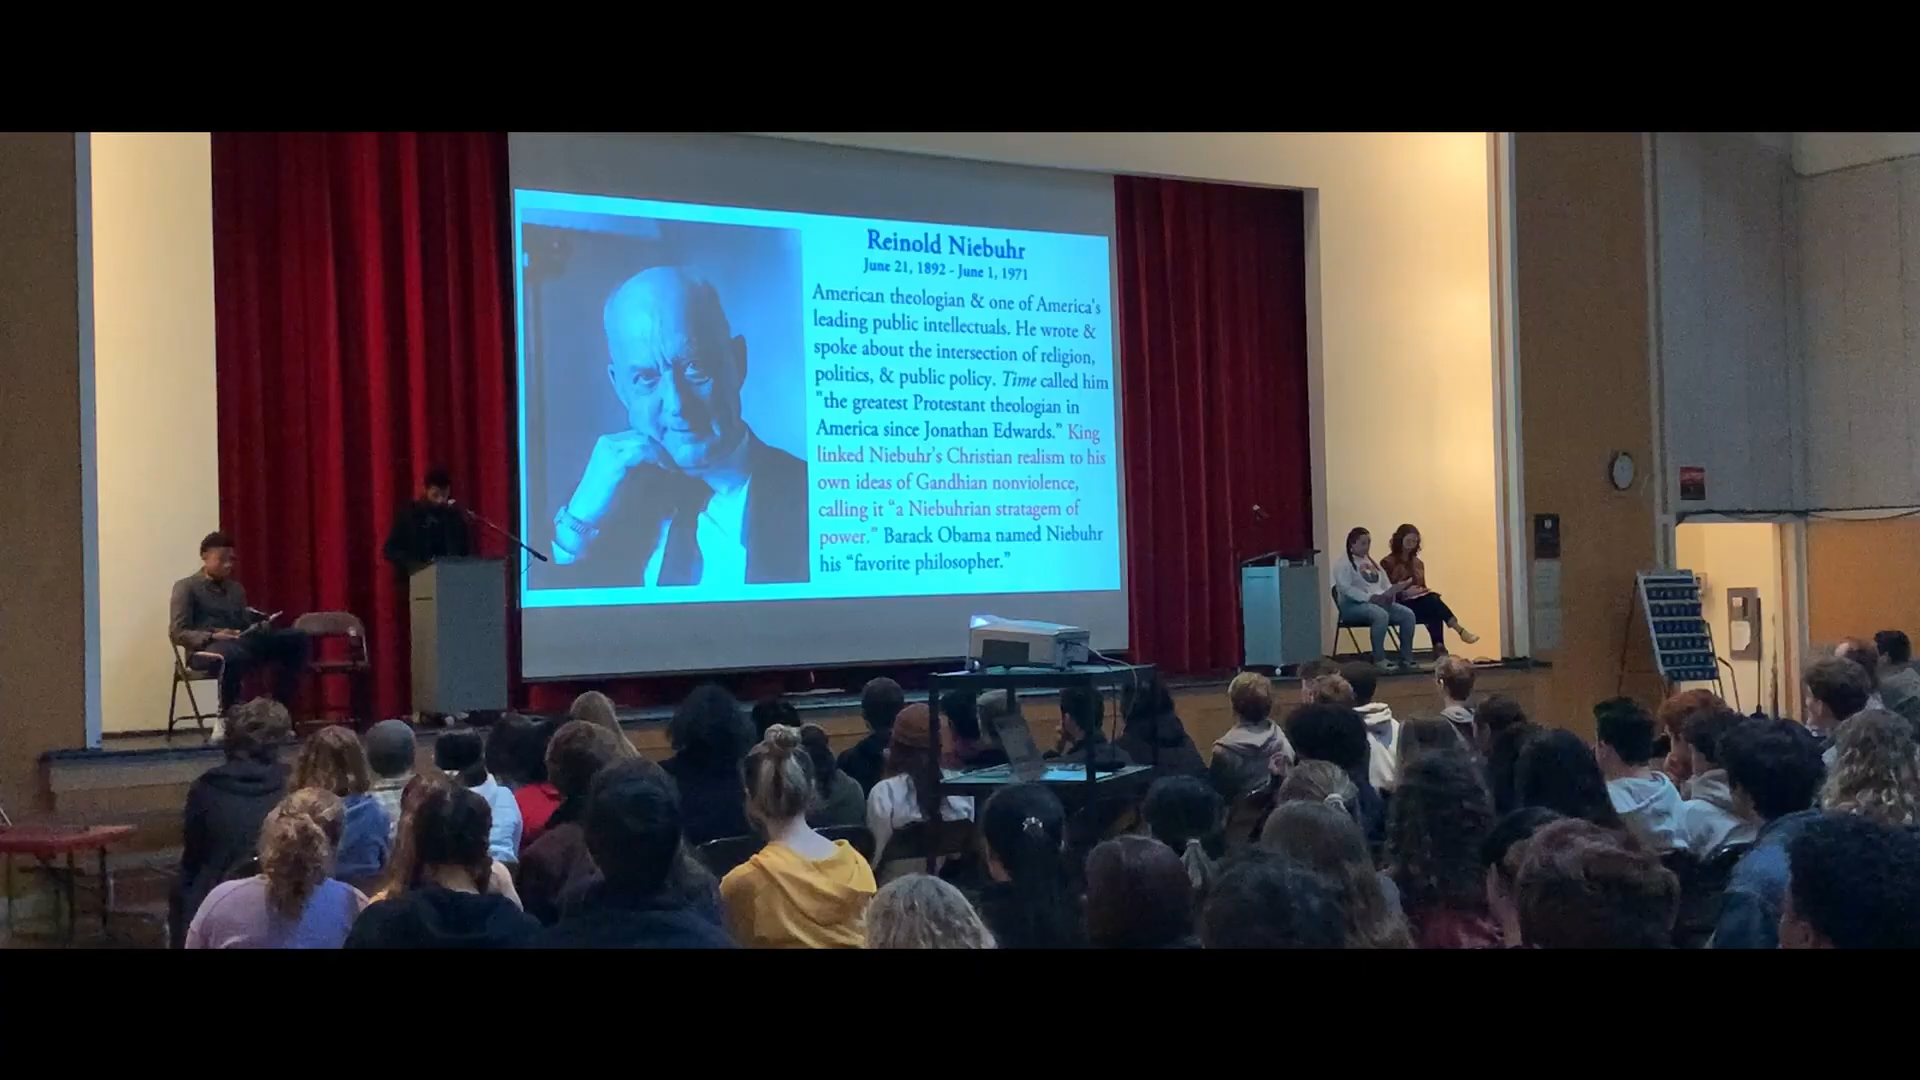 Reinold Niebuhr
June 21, 1892 - June 1, 1971
American theologian & one of America's
leading public intellectuals. He wrote &
spoke about the intersection of religion,
politics, & public policy. Time called him
"the greatest Protestant theologian in
America since Jonathan Edwards.” King
linked Niebuhr's Christian realism to his
own ideas of Gandhian nonviolence,
calling it “a Niebuhrian stratagem of
power.” Barack Obama named Niebuhr
his “favorite philosopher.”